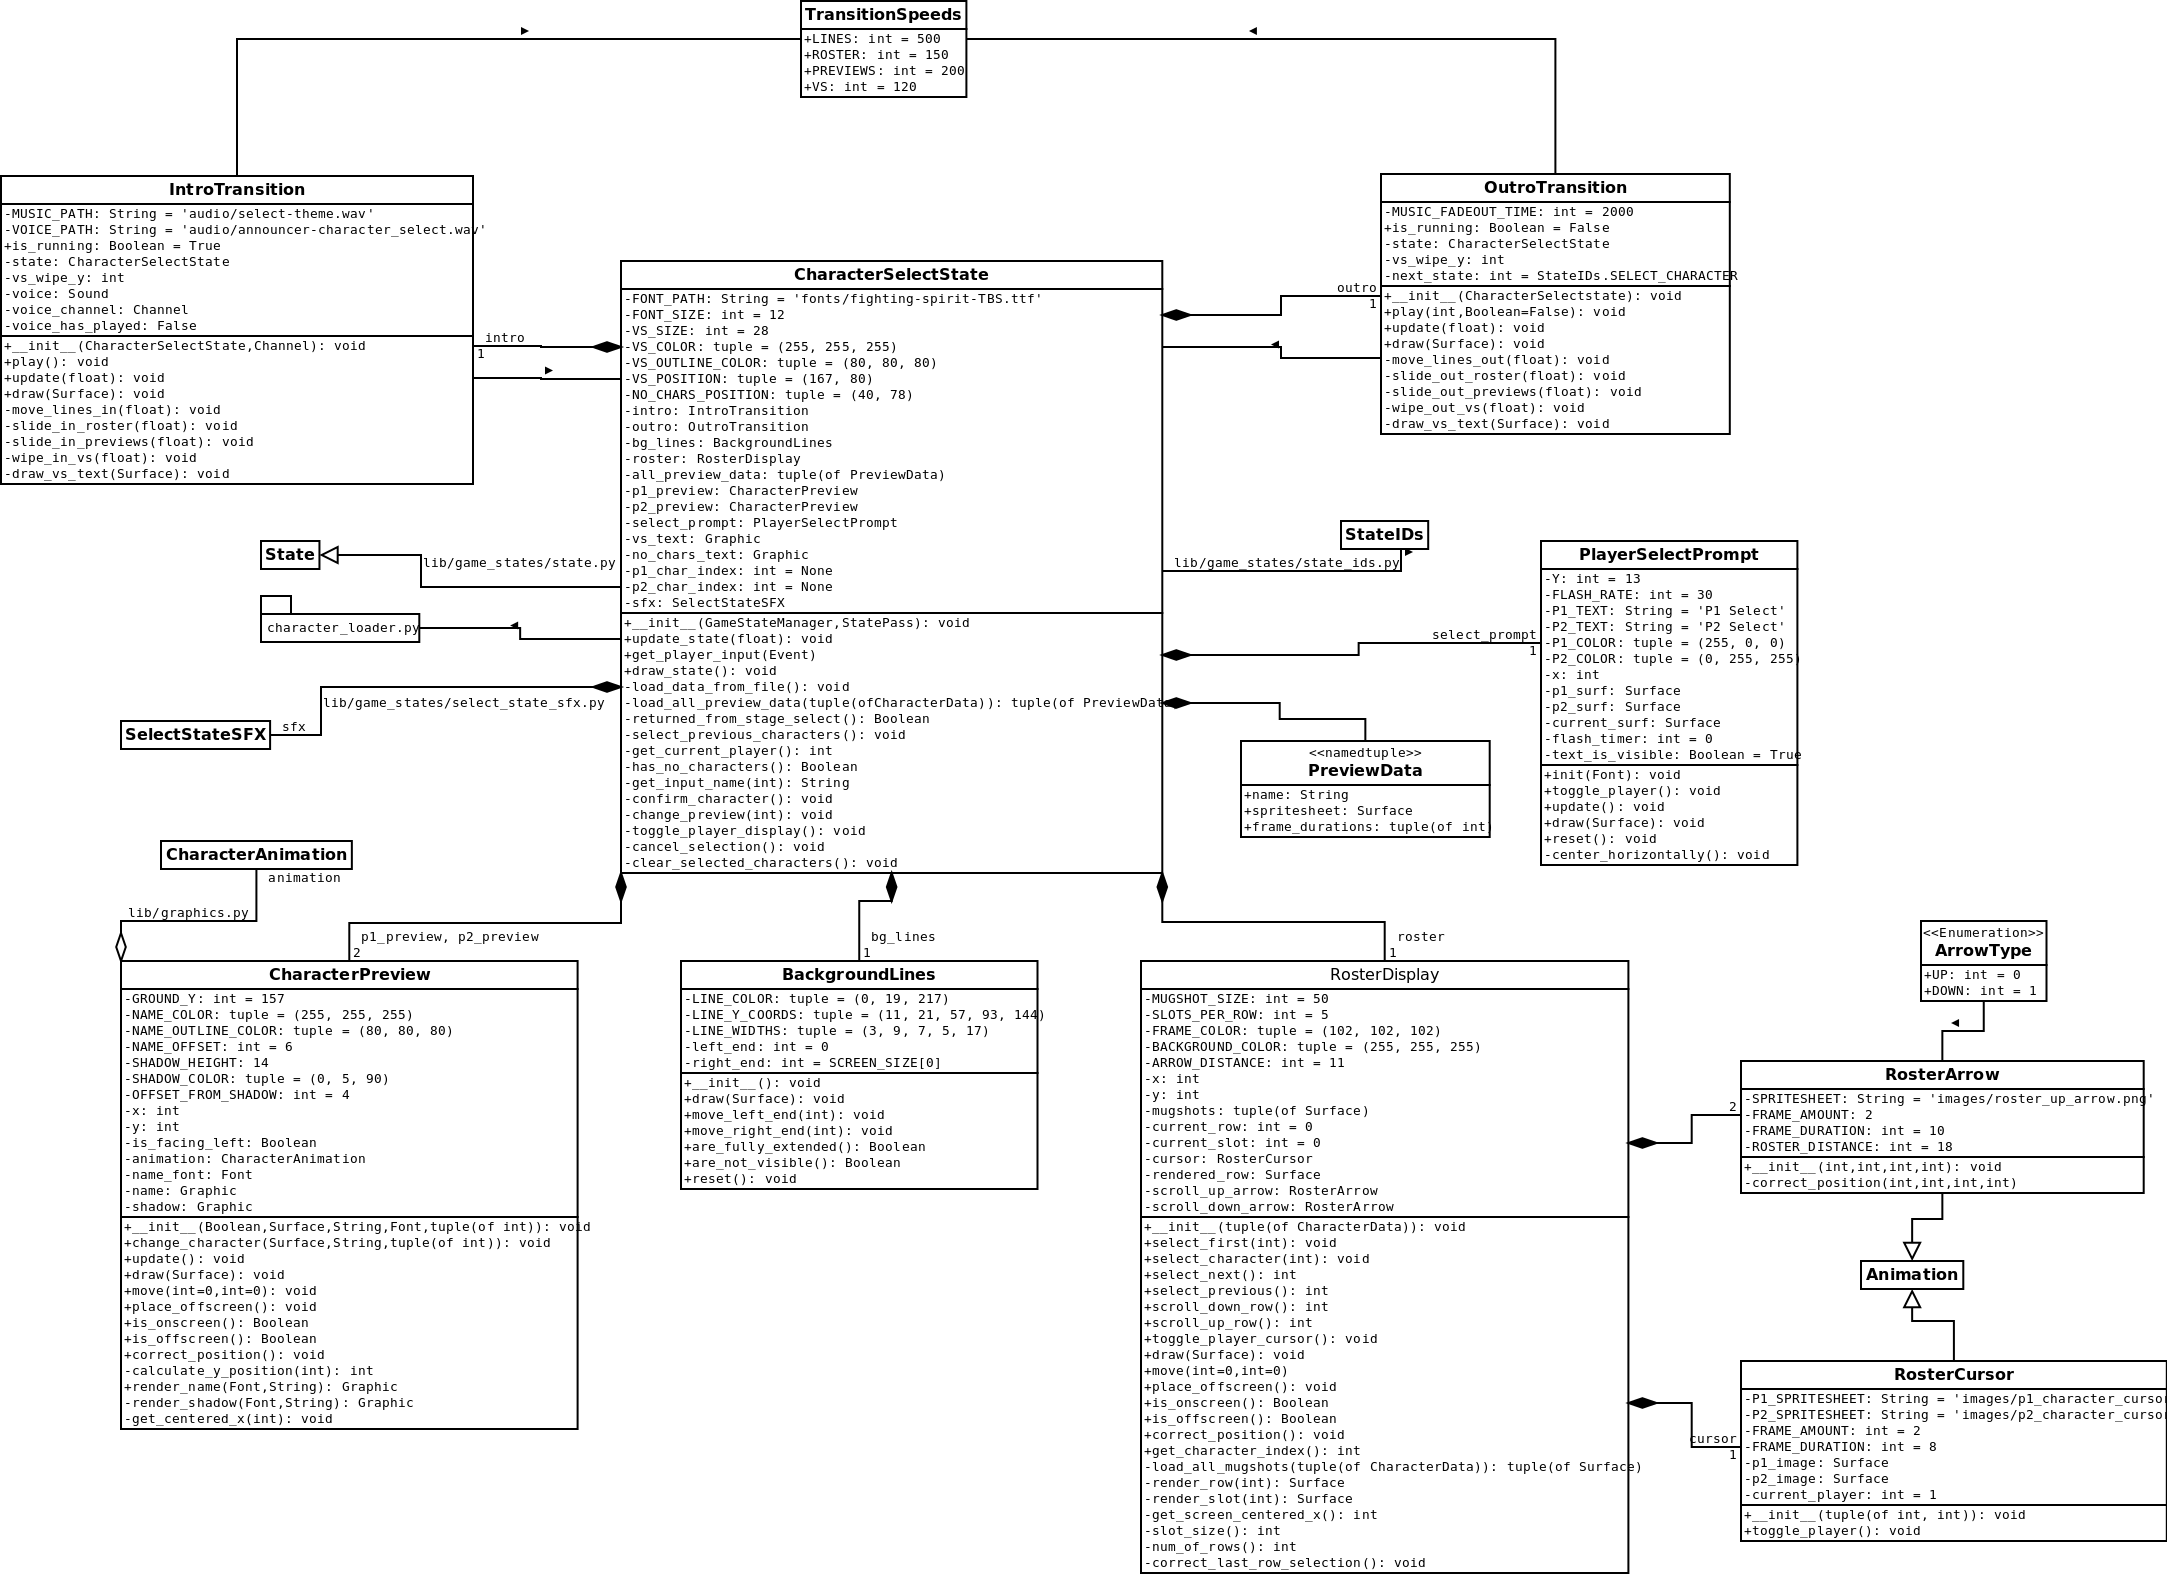 TransitionSpeeds
+LINES: int = 500
+ROSTER: int = 150
+PREVIEWS: int = 200
+VS: int = 120
IntroTransition
-MUSIC_PATH: String = 'audio/select-theme.wav'
-VOICE_PATH: String = 'audio/announcer-character_select.wav'
+is_running: Boolean = True
-state: CharacterSelectState
-vs_wipe_y: int
-voice: Sound
-voice_channel: Channel
-voice_has_played: False
+__init__(CharacterSelectState,Channel): void
+play(): void
+update(float): void
+draw(Surface): void
-move_lines_in(float): void
-slide_in_roster(float): void
-slide_in_previews(float): void
-wipe_in_vs(float): void
-draw_vs_text(Surface): void
intro
1
CharacterSelectState
-FONT_PATH: String = 'fonts/fighting-spirit-TBS.ttf'
-FONT_SIZE: int = 12
-VS_SIZE: int = 28
-VS_COLOR: tuple = (255, 255, 255)
-VS_OUTLINE_COLOR: tuple = (80, 80, 80)
-VS_POSITION: tuple = (167, 80)
-NO_CHARS_POSITION: tuple = (40, 78)
-intro: IntroTransition
-outro: OutroTransition
-bg_lines: BackgroundLines
-roster: RosterDisplay
-all_preview_data: tuple(of PreviewData)
-p1_preview: CharacterPreview
-p2_preview: CharacterPreview
-select_prompt: PlayerSelectPrompt
-vs_text: Graphic
-no_chars_text: Graphic
-p1_char_index: int = None
-p2_char_index: int = None
-sfx: SelectStateSFX
+__init__(GameStateManager,StatePass): void
+update_state(float): void
+get_player_input(Event)
+draw_state(): void
-load_data_from_file(): void
-load_all_preview_data(tuple(ofCharacterData)): tuple(of PreviewData
-returned_from_stage_select(): Boolean
-select_previous_characters(): void
-get_current_player(): int
-has_no_characters(): Boolean
-get_input_name(int): String
-confirm_character(): void
-change_preview(int): void
-toggle_player_display(): void
-cancel_selection(): void
-clear_selected_characters(): void
outro
1
OutroTransition
-MUSIC_FADEOUT_TIME: int = 2000
+is_running: Boolean = False
-state: CharacterSelectState
-vs_wipe_y: int
-next_state: int = StateIDs.SELECT_CHARACTER
+__init__(CharacterSelectstate): void
+play(int,Boolean=False): void
+update(float): void
+draw(Surface): void
-move_lines_out(float): void
-slide_out_roster(float): void
-slide_out_previews(float): void
-wipe_out_vs(float): void
-draw_vs_text(Surface): void
State
lib/game_states/state.py
character_loader.py
lib/game_states/select_state_sfx.py
SelectStateSFX
sfx
StateIDs
lib/game_states/state_ids.py
select_prompt
1
PlayerSelectPrompt
-Y: int = 13
-FLASH_RATE: int = 30
-P1_TEXT: String = 'P1 Select'
-P2_TEXT: String = 'P2 Select'
-P1_COLOR: tuple = (255, 0, 0)
-P2_COLOR: tuple = (0, 255, 255)
-x: int
-p1_surf: Surface
-p2_surf: Surface
-current_surf: Surface
-flash_timer: int = 0
-text_is_visible: Boolean = True
+init(Font): void
+toggle_player(): void
+update(): void
+draw(Surface): void
+reset(): void
-center_horizontally(): void
<<namedtuple>>
PreviewData
+name: String
+spritesheet: Surface
+frame_durations: tuple(of int)
CharacterAnimation
animation
lib/graphics.py
p1_preview, p2_preview
2
CharacterPreview
-GROUND_Y: int = 157
-NAME_COLOR: tuple = (255, 255, 255)
-NAME_OUTLINE_COLOR: tuple = (80, 80, 80)
-NAME_OFFSET: int = 6
-SHADOW_HEIGHT: 14
-SHADOW_COLOR: tuple = (0, 5, 90)
-OFFSET_FROM_SHADOW: int = 4
-x: int
-y: int
-is_facing_left: Boolean
-animation: CharacterAnimation
-name_font: Font
-name: Graphic
-shadow: Graphic
+__init__(Boolean,Surface,String,Font,tuple(of int)): void
+change_character(Surface,String,tuple(of int)): void
+update(): void
+draw(Surface): void
+move(int=0,int=0): void
+place_offscreen(): void
+is_onscreen(): Boolean
+is_offscreen(): Boolean
+correct_position(): void
-calculate_y_position(int): int
+render_name(Font,String): Graphic
-render_shadow(Font,String): Graphic
-get_centered_x(int): void
bg_lines
1
BackgroundLines
-LINE_COLOR: tuple = (0, 19, 217)
-LINE_Y_COORDS: tuple = (11, 21, 57, 93, 144)
-LINE_WIDTHS: tuple = (3, 9, 7, 5, 17)
-left_end: int = 0
-right_end: int = SCREEN_SIZE[0]
+__init__(): void
+draw(Surface): void
+move_left_end(int): void
+move_right_end(int): void
+are_fully_extended(): Boolean
+are_not_visible(): Boolean
+reset(): void
roster
1
RosterDisplay
-MUGSHOT_SIZE: int = 50
-SLOTS_PER_ROW: int = 5
-FRAME_COLOR: tuple = (102, 102, 102)
-BACKGROUND_COLOR: tuple = (255, 255, 255)
-ARROW_DISTANCE: int = 11
-x: int
-y: int
-mugshots: tuple(of Surface)
-current_row: int = 0
-current_slot: int = 0
-cursor: RosterCursor
-rendered_row: Surface
-scroll_up_arrow: RosterArrow
-scroll_down_arrow: RosterArrow
+__init__(tuple(of CharacterData)): void
+select_first(int): void
+select_character(int): void
+select_next(): int
+select_previous(): int
+scroll_down_row(): int
+scroll_up_row(): int
+toggle_player_cursor(): void
+draw(Surface): void
+move(int=0,int=0)
+place_offscreen(): void
+is_onscreen(): Boolean
+is_offscreen(): Boolean
+correct_position(): void
+get_character_index(): int
-load_all_mugshots(tuple(of CharacterData)): tuple(of Surface)
-render_row(int): Surface
-render_slot(int): Surface
-get_screen_centered_x(): int
-slot_size(): int
-num_of_rows(): int
-correct_last_row_selection(): void
<<Enumeration>>
ArrowType
+UP: int = 0
+DOWN: int = 1
2
RosterArrow
-SPRITESHEET: String = 'images/roster_up_arrow.png'
-FRAME_AMOUNT: 2
-FRAME_DURATION: int = 10
-ROSTER_DISTANCE: int = 18
+__init__(int,int,int,int): void
-correct_position(int,int,int,int)
Animation
cursor
1
RosterCursor
-P1_SPRITESHEET: String = 'images/p1_character_cursor
-P2_SPRITESHEET: String = 'images/p2_character_cursor
-FRAME_AMOUNT: int = 2
-FRAME_DURATION: int = 8
-p1_image: Surface
-p2_image: Surface
-current_player: int = 1
+__init__(tuple(of int, int)): void
+toggle_player(): void